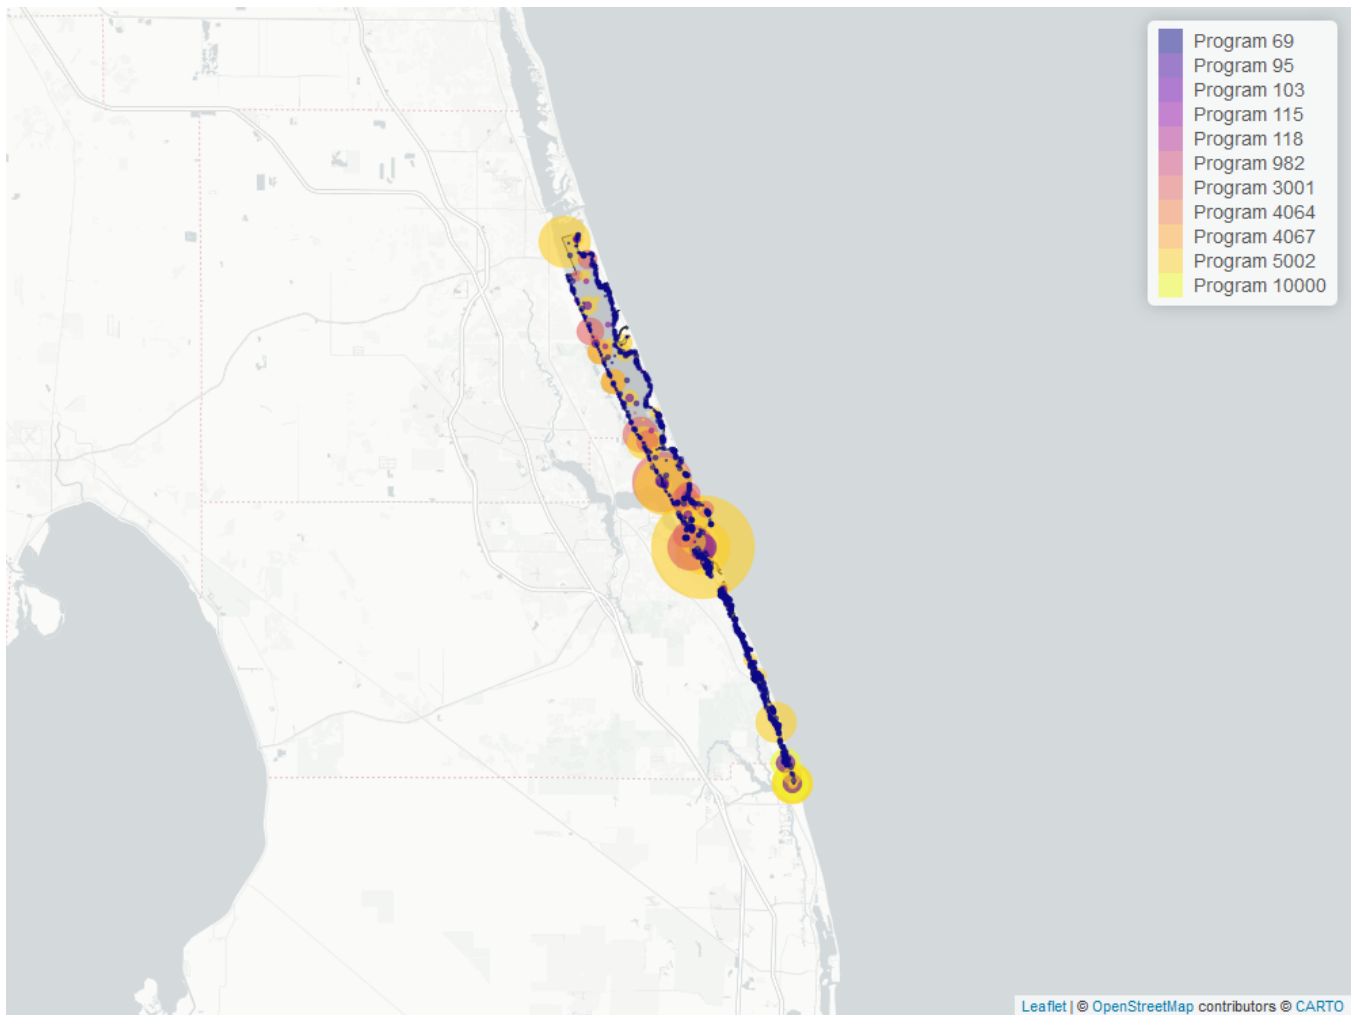 Program 69
Program 95
Program 103
Program 115
Program 118
Program 982
Program 3001
Program 4064
Program 4067
Program 5002
Program 10000
Leaflet | © OpenStreetMap contributors © CARTO